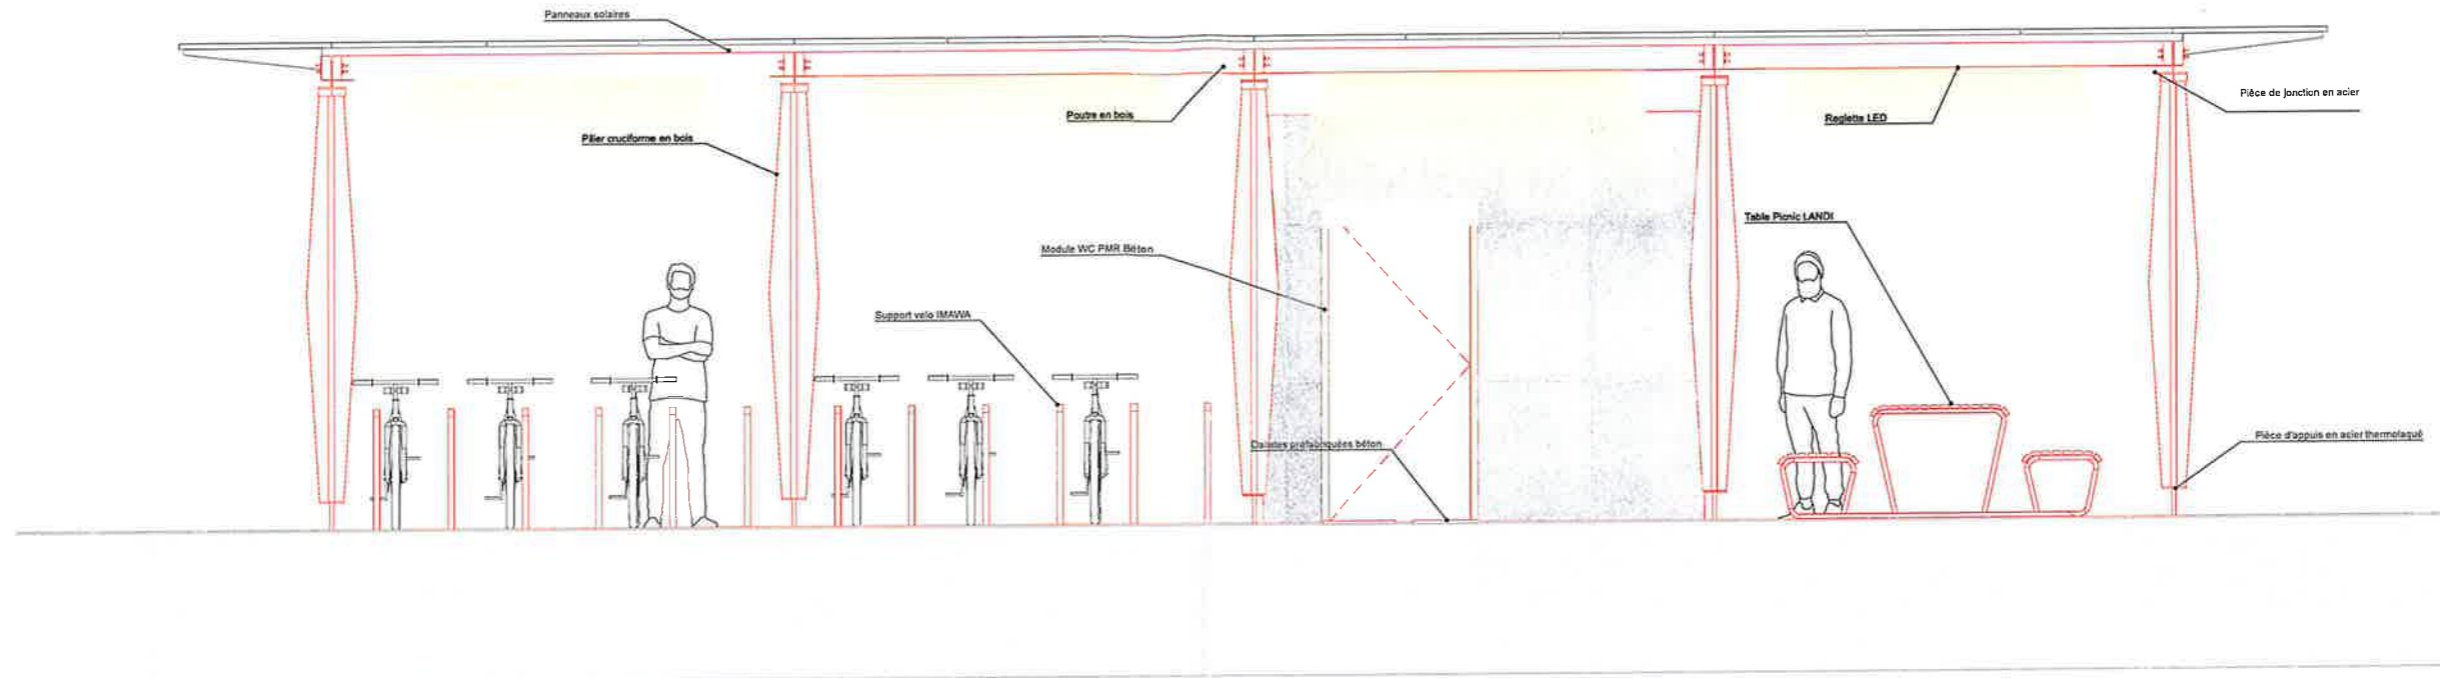 Panneaux solaires
Pièce de jonction en acier
Poutre en bois
Reglette LED
Pilier cruciforme en bois
Table Picnic LANDI
Module WC PMR Béton
Support velo IMAWA
Pièce d'appuis en acier thermolaqué
Dalettes préfabriquées béton